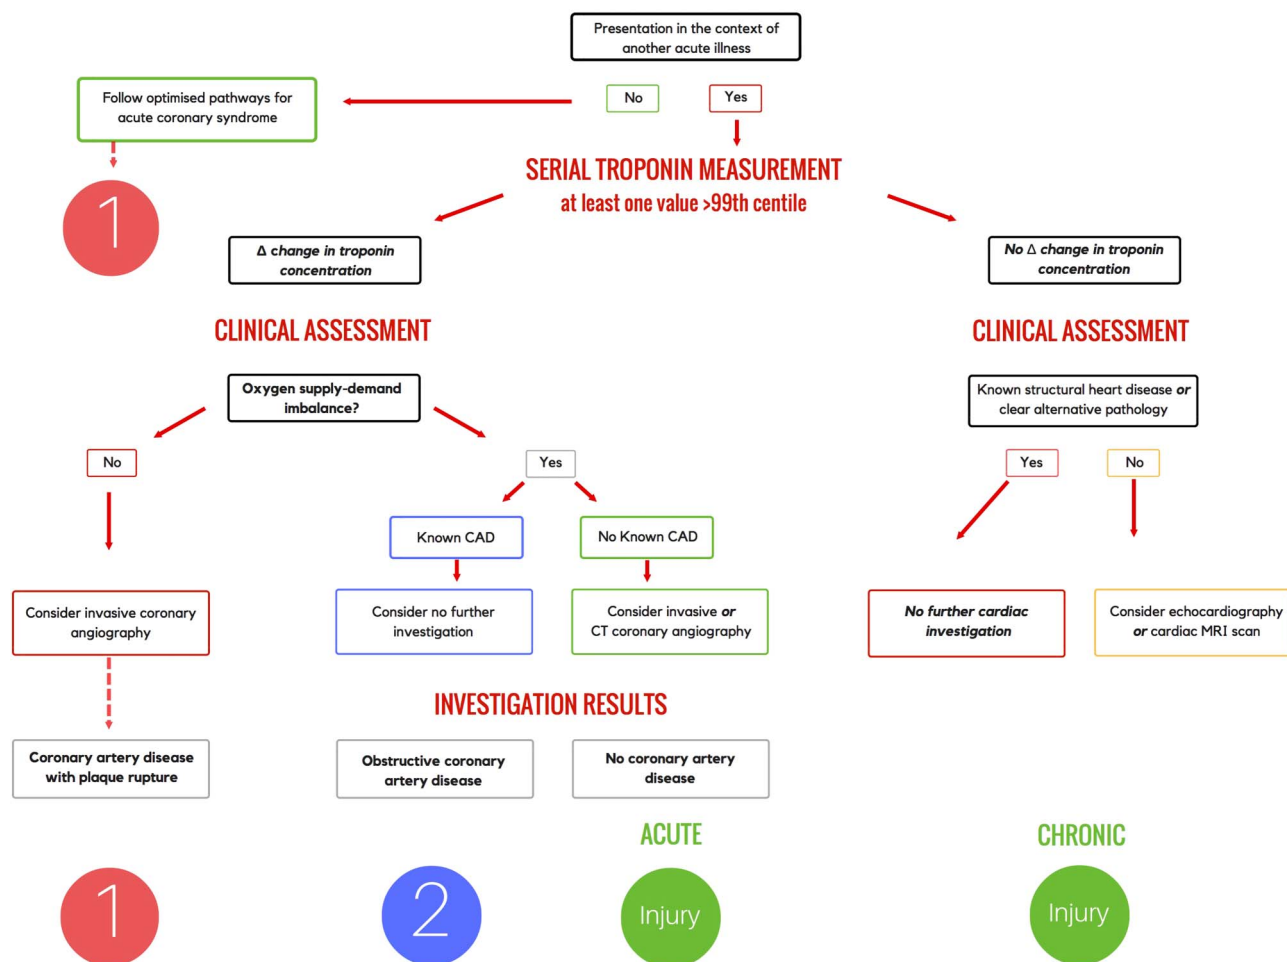 Presentation in the context of
another acute illness
Follow optimised pathways for
acute coronary syndrome
No
Yes
1
SERIAL TROPONIN MEASUREMENT
at least one value >99th centile
Δ change in troponin
concentration
No Δ change in troponin
concentration
CLINICAL ASSESSMENT
CLINICAL ASSESSMENT
Oxygen supply-demand
imbalance?
Known structural heart disease or
clear alternative pathology
No
Yes
Yes
No
Known CAD
No Known CAD
Consider invasive coronary
angiography
Consider no further
investigation
Consider invasive or
CT coronary angiography
No further cardiac
investigation
Consider echocardiography
or cardiac MRI scan
INVESTIGATION RESULTS
Coronary artery disease
with plaque rupture
Obstructive coronary
artery disease
No coronary artery
disease
ACUTE
CHRONIC
1
2
Injury
Injury